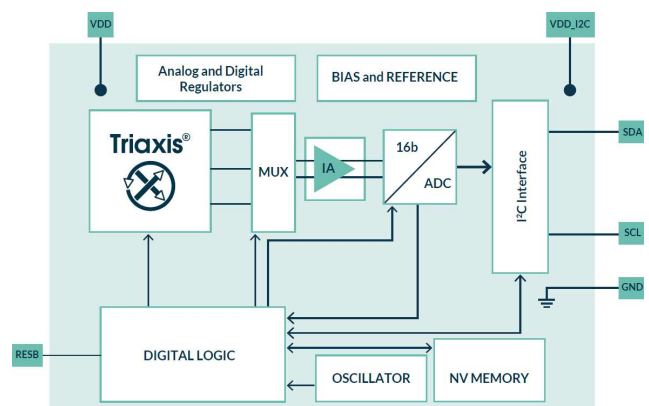 VDD
VDD_I2C
Analog and Digital
Regulators
BIAS and REFERENCE
Triaxis®
MUX
IA
16b
ADC
I²C Interface
SDA
SCL
GND
RESB
DIGITAL LOGIC
OSCILLATOR
NV MEMORY